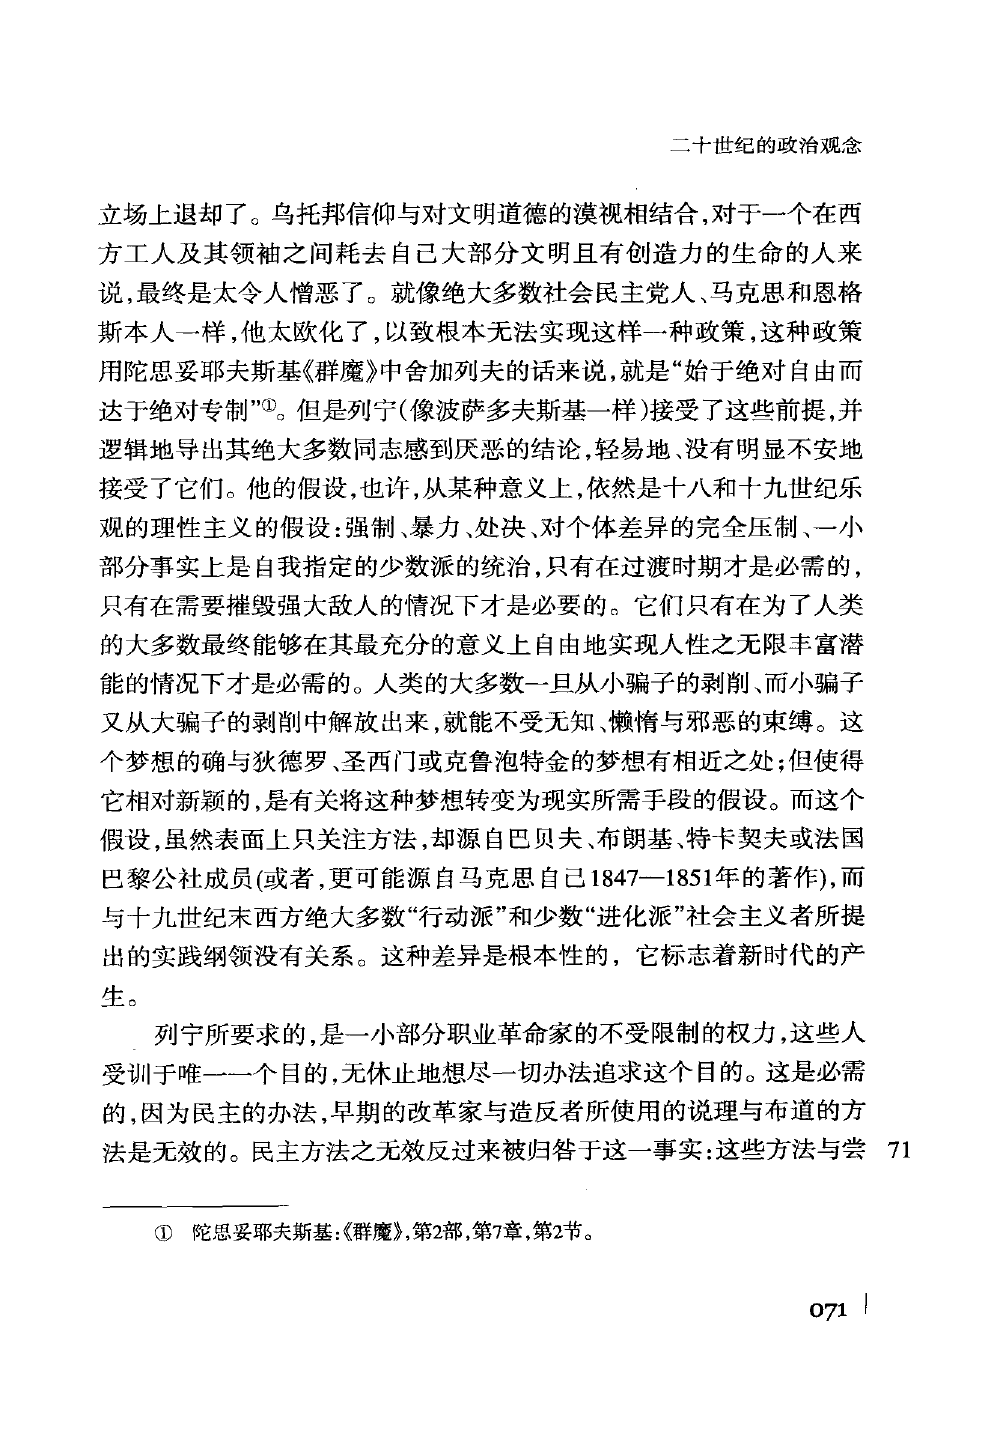 二十世纪的政治观念
立场上退却了。乌托邦信仰与对文明道德的漠视相结合,对于一个在西
方工人及其领袖之间耗去自己大部分文明且有创造力的生命的人来
说,最终是太令人憎恶了。就像绝大多数社会民主党人、马克思和恩格
斯本人一样,他太欧化了,以致根本无法实现这样一种政策,这种政策
用陀思妥耶夫斯基《群魔》中舍加列夫的话来说,就是“始于绝对自由而
达于绝对专制”①。但是列宁(像波萨多夫斯基一样)接受了这些前提,并
逻辑地导出其绝大多数同志感到厌恶的结论,轻易地、没有明显不安地
接受了它们。他的假设,也许,从某种意义上,依然是十八和十九世纪乐
观的理性主义的假设:强制、暴力、处决、对个体差异的完全压制、一小
部分事实上是自我指定的少数派的统治,只有在过渡时期才是必需的,
只有在需要摧毁强大敌人的情况下才是必要的。它们只有在为了人类
的大多数最终能够在其最充分的意义上自由地实现人性之无限丰富潜
能的情况下才是必需的。人类的大多数一旦从小骗子的剥削、而小骗子
又从大骗子的剥削中解放出来,就能不受无知、懒惰与邪恶的束缚。这
个梦想的确与狄德罗、圣西门或克鲁泡特金的梦想有相近之处;但使得
它相对新颖的,是有关将这种梦想转变为现实所需手段的假设。而这个
假设,虽然表面上只关注方法,却源自巴贝夫、布朗基、特卡契夫或法国
巴黎公社成员(或者,更可能源自马克思自己1847—1851年的著作),而
与十九世纪末西方绝大多数“行动派”和少数“进化派”社会主义者所提
出的实践纲领没有关系。这种差异是根本性的,它标志着新时代的产
生。
列宁所要求的,是一小部分职业革命家的不受限制的权力,这些人
受训于唯一一个目的,无休止地想尽一切办法追求这个目的。这是必需
的,因为民主的办法,早期的改革家与造反者所使用的说理与布道的方
法是无效的。民主方法之无效反过来被归咎于这一事实:这些方法与尝 71
① 陀思妥耶夫斯基:《群魔》,第2部,第7章,第2节。
071